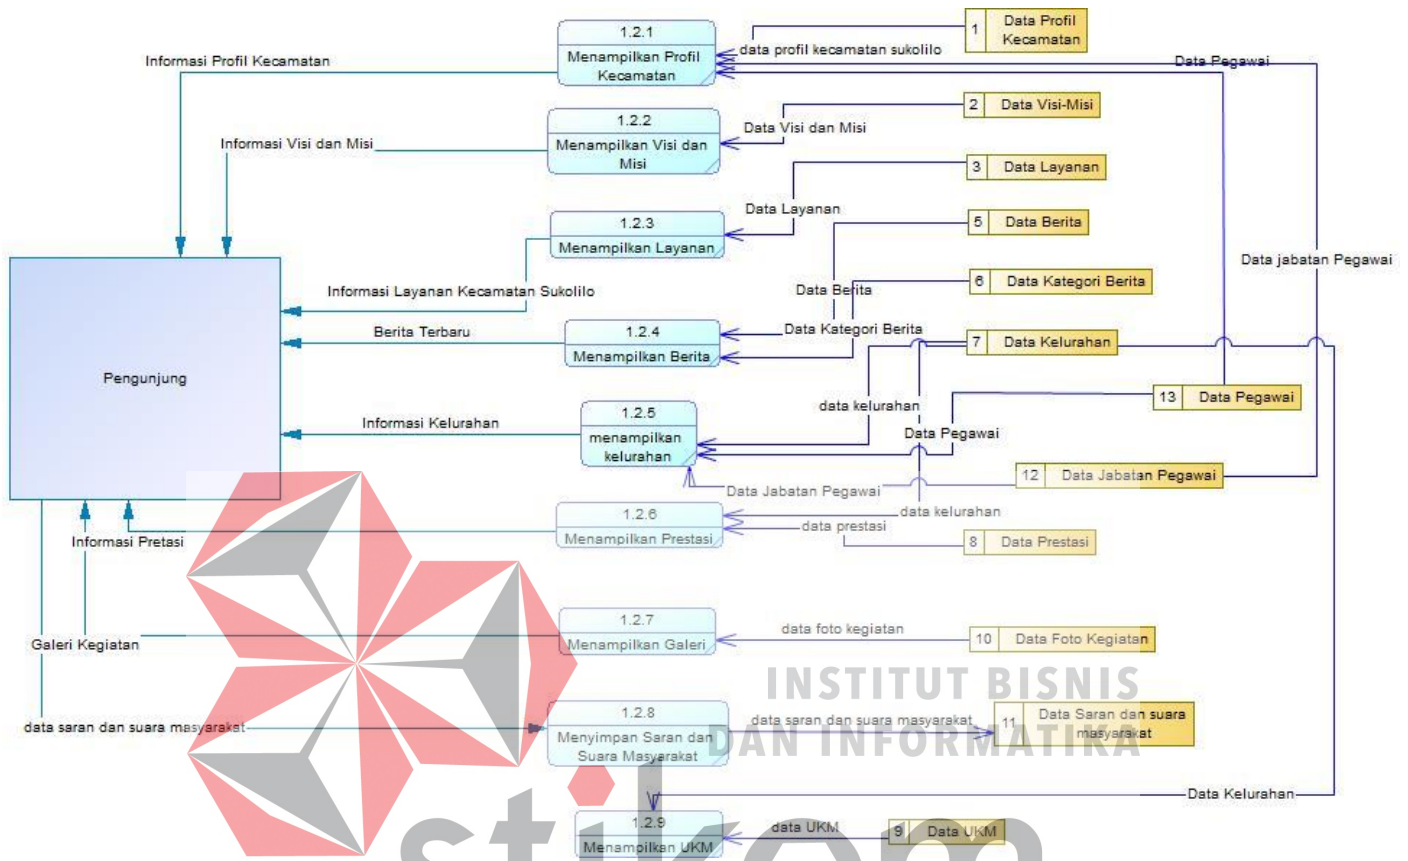 1.2.1
Menampilkan Profil
Kecamatan
1
Data Profil
Kecamatan
data profil kecamatan sukolilo
Informasi Profil Kecamatan
Data Pegawai
1.2.2
Menampilkan Visi dan
Misi
2
Data Visi-Misi
Data Visi dan Misi
Informasi Visi dan Misi
3
Data Layanan
Data Layanan
1.2.3
Menampilkan Layanan
5
Data Berita
Data jabatan Pegawai
6
Data Kategori Berita
Informasi Layanan Kecamatan Sukolilo
Data Berita
Berita Terbaru
1.2.4
Menampilkan Berita
Data Kategori Berita
7
Data Kelurahan
Pengunjung
13
Data Pegawai
data kelurahan
Informasi Kelurahan
1.2.5
menampilkan
kelurahan
Data Pegawai
12
Data Jabatan Pegawai
Data Jabatan Pegawai
1.2.6
Menampilkan Prestasi
data kelurahan
data prestasi
Informasi Pretasi
8
Data Prestasi
1.2.7
Menampilkan Galeri
data foto kegiatan
10
Data Foto Kegiatan
Galeri Kegiatan
INSTITUT BISNIS
DAN INFORMATIKA
1.2.8
Menyimpan Saran dan
Suara Masyarakat
data saran dan suara masyarakat
data saran dan suara masyarakat
11
Data Saran dan suara
masyarakat
Data Kelurahan
1.2.9
Menampilkan UKM
data UKM
9
Data UKM
stikom